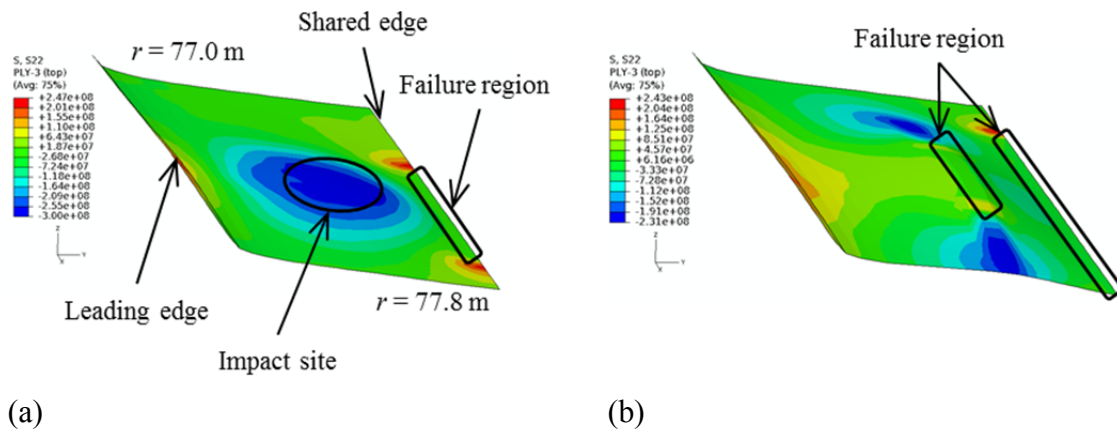 Shared edge
r = 77.0 m
Failure region
S, S22
PLY-3 (top)
(Avg: 75%)
+2.47e+08
+2.01e+08
+1.55e+08
+1.10e+08
+6.43e+07
+1.87e+07
-2.68e+07
-7.24e+07
-1.18e+08
-1.64e+08
-2.09e+08
-2.55e+08
-3.00e+08
Z
X
Y
r = 77.8 m
Leading edge
Impact site
(a)
Failure region
S, S22
PLY-3 (top)
(Avg: 75%)
+2.43e+08
+2.04e+08
+1.64e+08
+1.25e+08
+8.51e+07
+4.57e+07
+6.16e+06
-3.33e+07
-7.28e+07
-1.12e+08
-1.52e+08
-1.91e+08
-2.31e+08
Z
X
Y
(b)